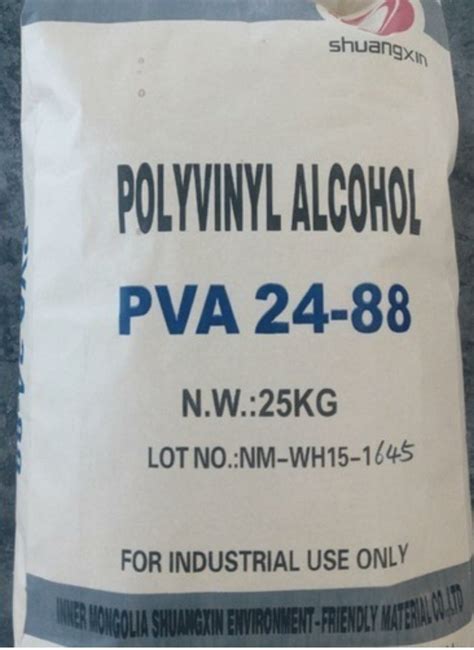 shuangxin
POLYVINYL ALCOHOL
PVA 24-88
N.W.:25KG
LOT NO.:NM-WH15-1645
FOR INDUSTRIAL USE ONLY
INNER MONGOLIA SHUANGXIN ENVIRONMENT-FRIENDLY MATERIAL CO.,LTD